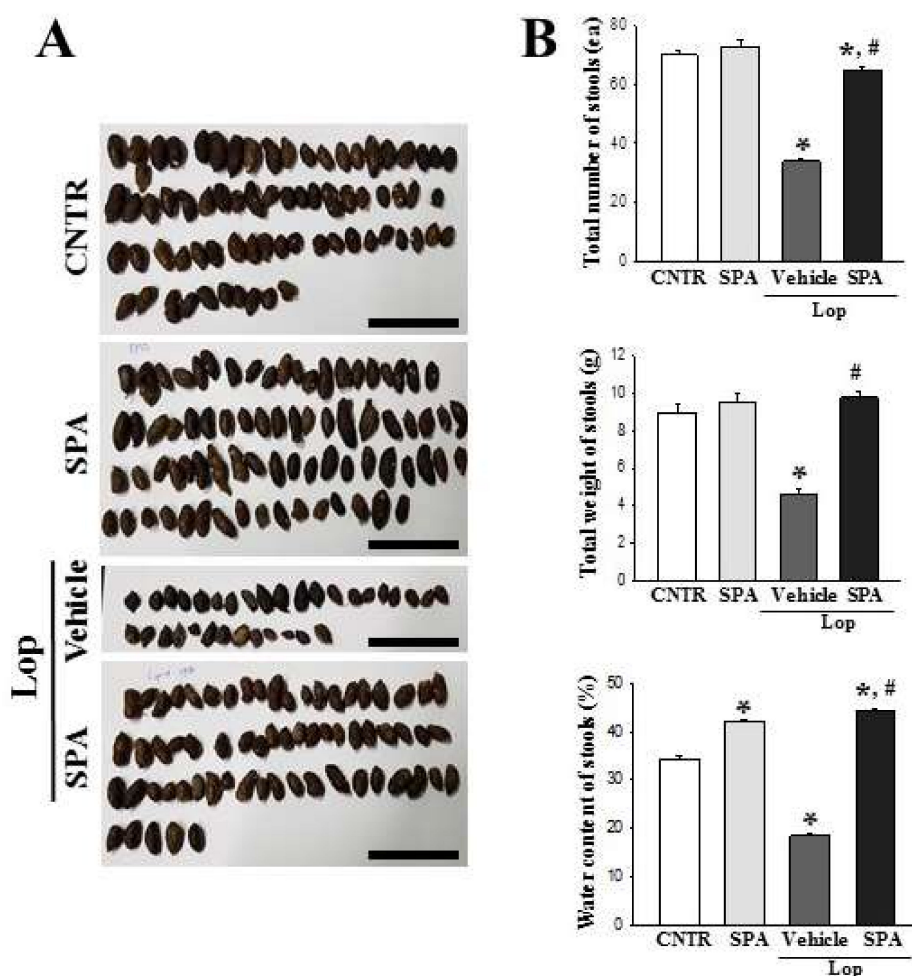 A
CNTR
SPA
Lop
Vehicle
SPA
B
Total number of stools (ea)
80
60
40
20
0
*
*, #
CNTR SPA Vehicle SPA
Lop
Total weight of stools (g)
12
10
8
6
4
2
0
*
#
CNTR SPA Vehicle SPA
Lop
Water content of stools (%)
50
40
30
20
10
0
*
*
*, #
CNTR SPA Vehicle SPA
Lop